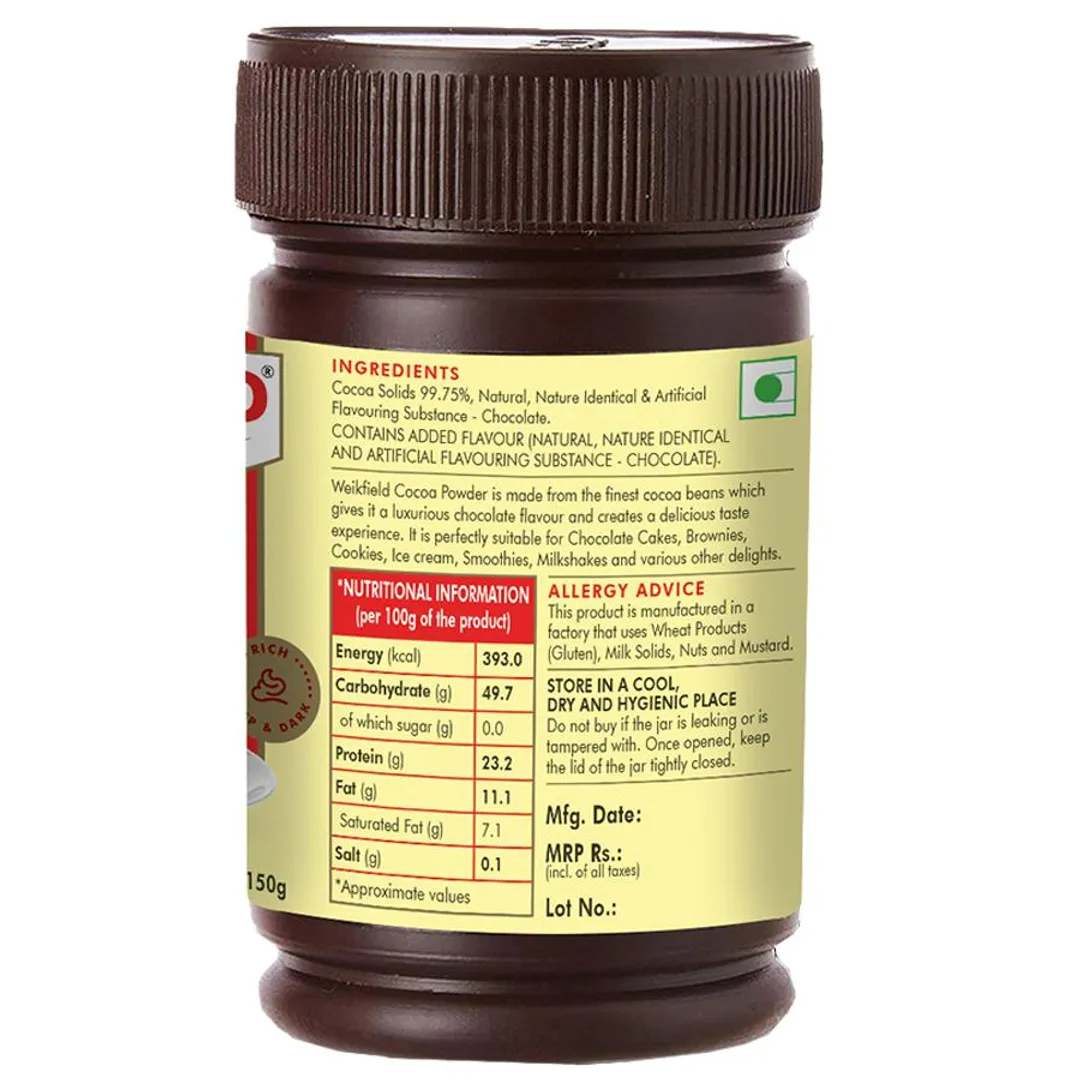 ®
INGREDIENTS
Cocoa Solids 99.75%, Natural, Nature Identical & Artificial
Flavouring Substance - Chocolate.
CONTAINS ADDED FLAVOUR (NATURAL, NATURE IDENTICAL
AND ARTIFICIAL FLAVOURING SUBSTANCE - CHOCOLATE).
Weikfield Cocoa Powder is made from the finest cocoa beans which
gives it a luxurious chocolate flavour and creates a delicious taste
experience. It is perfectly suitable for Chocolate Cakes, Brownies,
Cookies, Ice cream, Smoothies, Milkshakes and various other delights.
*NUTRITIONAL INFORMATION
(per 100g of the product)
Energy (kcal) 393.0
Carbohydrate (g) 49.7
of which sugar (g) 0.0
Protein (g) 23.2
Fat (g) 11.1
Saturated Fat (g) 7.1
Salt (g) 0.1
*Approximate values
ALLERGY ADVICE
This product is manufactured in a
factory that uses Wheat Products
(Gluten), Milk Solids, Nuts and Mustard.
STORE IN A COOL,
DRY AND HYGIENIC PLACE
Do not buy if the jar is leaking or is
tampered with. Once opened, keep
the lid of the jar tightly closed.
Mfg. Date:
MRP Rs.:
(incl. of all taxes)
Lot No.:
RICH
& DARK
150g